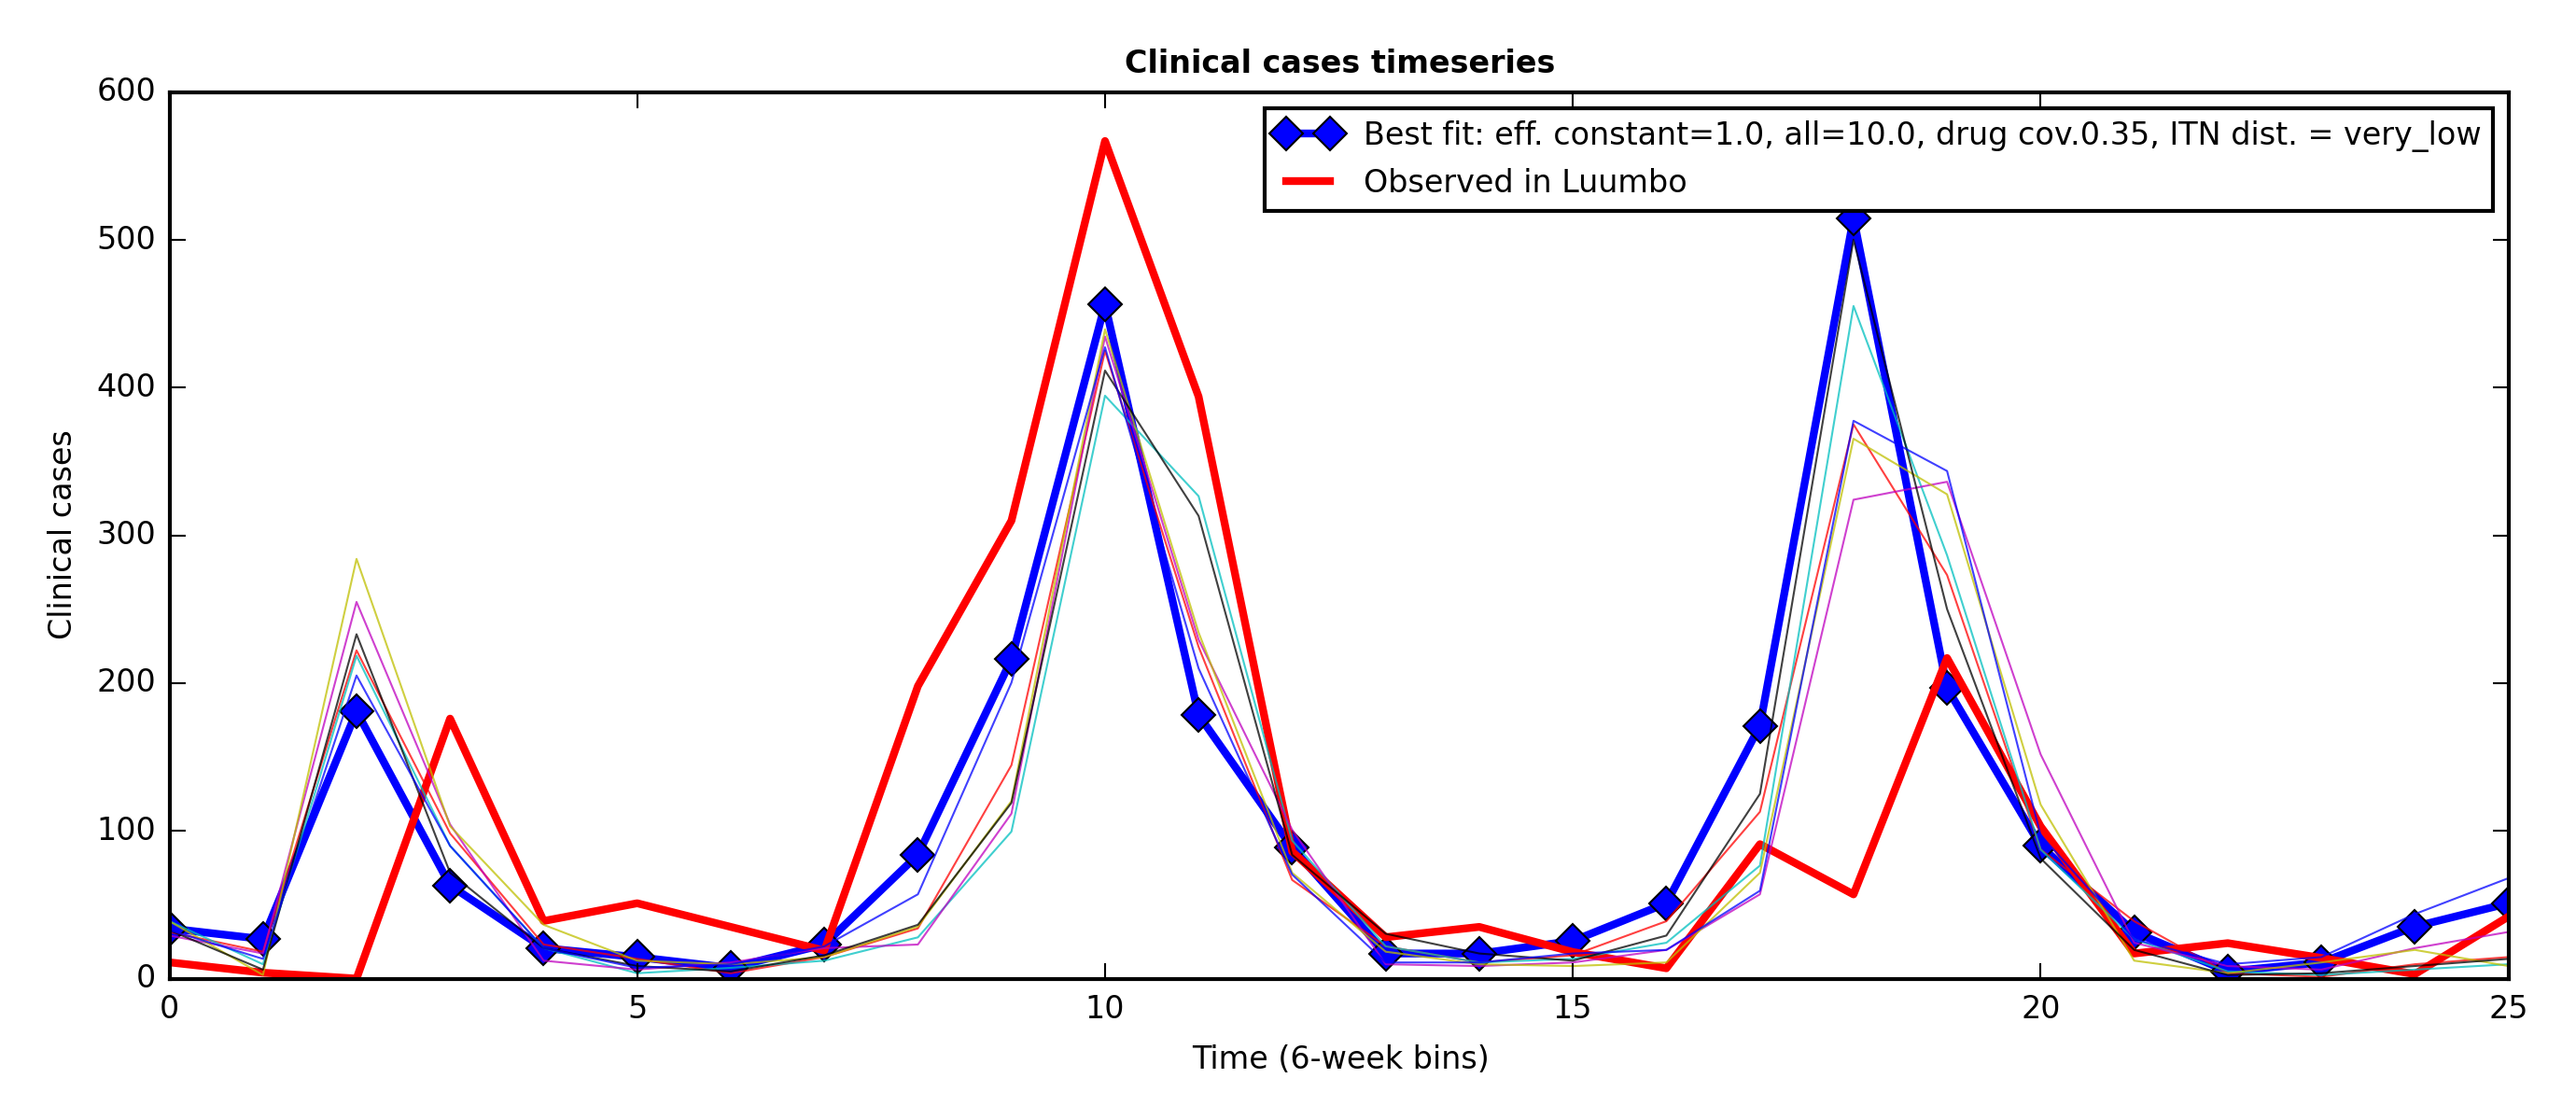 Clinical cases timeseries
Best fit: eff. constant=1.0, all=10.0, drug cov.0.35, ITN dist. = very_low
Observed in Luumbo
Clinical cases
600
500
400
300
200
100
0
0 5 10 15 20 25
Time (6-week bins)